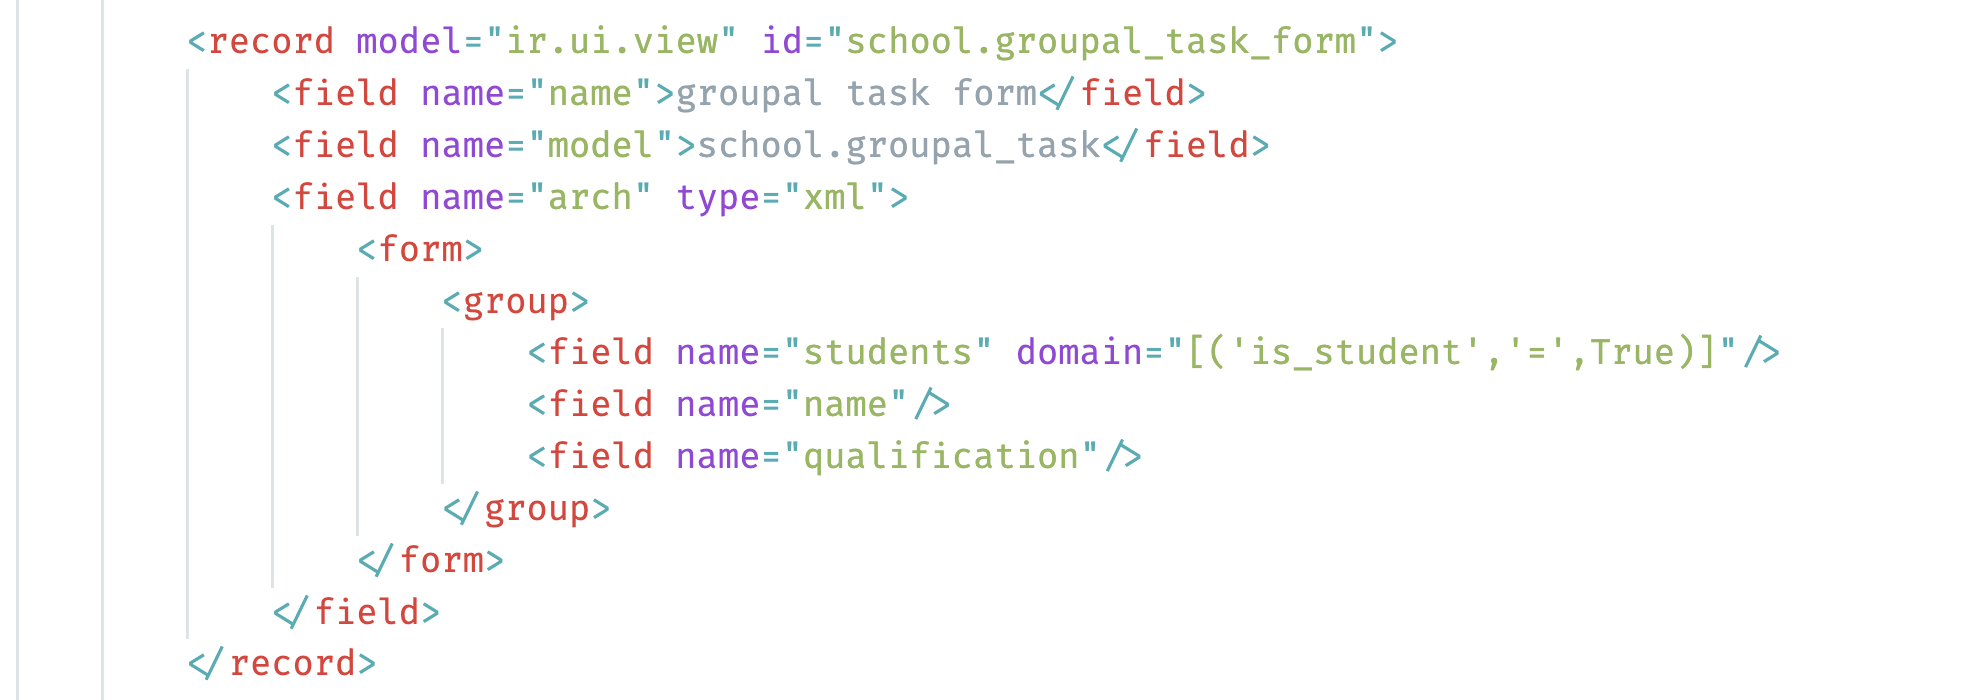 <record model="ir.ui.view" id="school.groupal_task_form">
<field name="name">groupal task form</field>
<field name="model">school.groupal_task</field>
<field name="arch" type="xml">
<form>
<group>
<field name="students" domain="[('is_student','=',True)]"/>
<field name="name"/>
<field name="qualification"/>
</group>
</form>
</field>
</record>